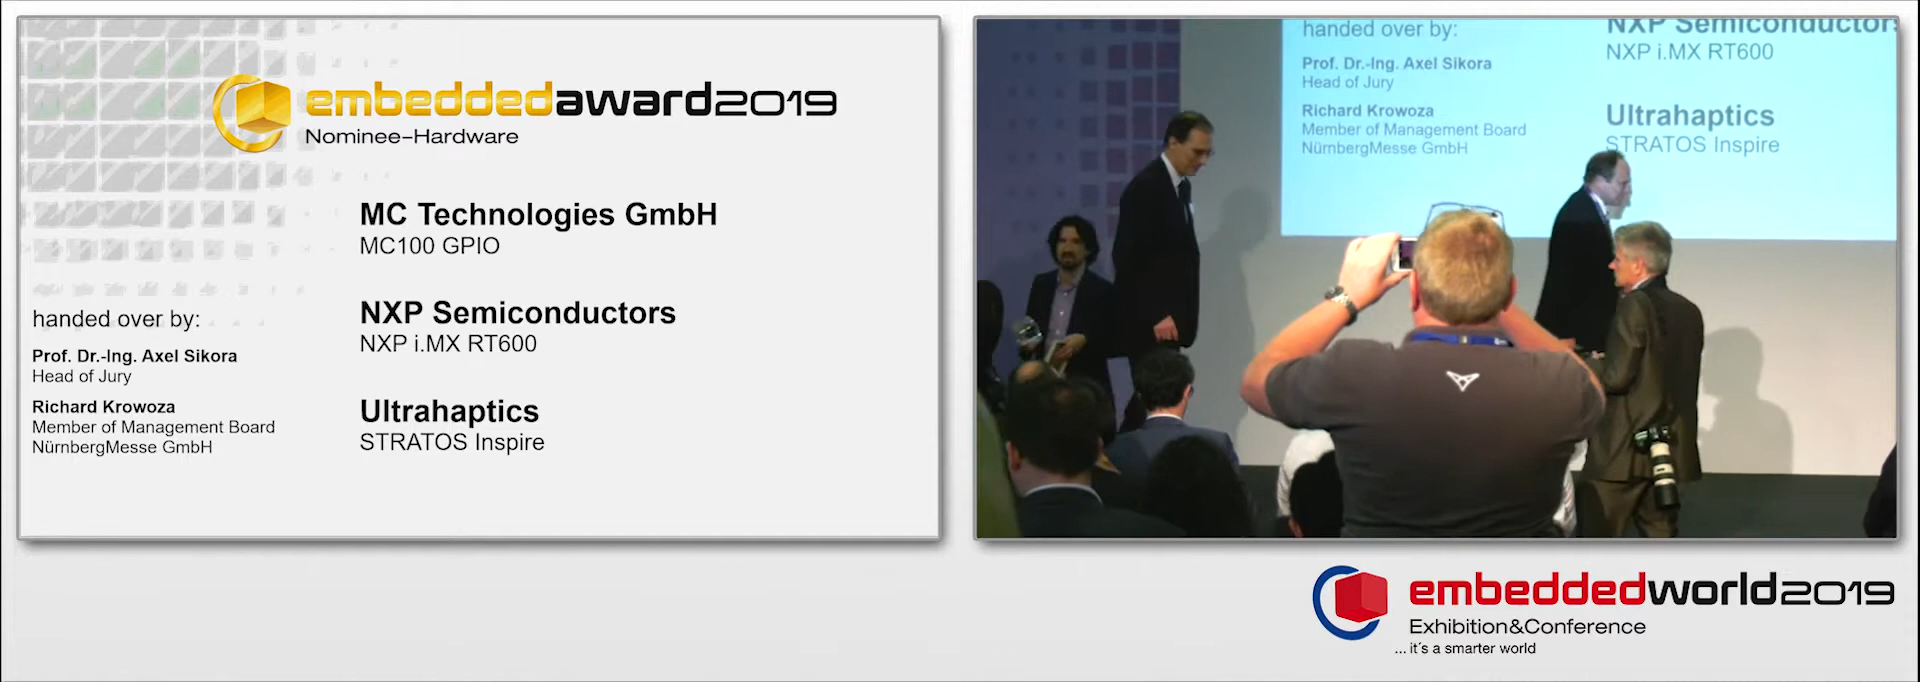 embeddedaward2019
Nominee-Hardware
MC Technologies GmbH
MC100 GPIO
NXP Semiconductors
NXP i.MX RT600
Ultrahaptics
STRATOS Inspire
handed over by:
Prof. Dr.-Ing. Axel Sikora
Head of Jury
Richard Krowoza
Member of Management Board
NürnbergMesse GmbH
handed over by:
Prof. Dr.-Ing. Axel Sikora
Head of Jury
Richard Krowoza
Member of Management Board
NürnbergMesse GmbH
NXP Semiconductors
NXP i.MX RT600
Ultrahaptics
STRATOS Inspire
embeddedworld2019
Exhibition&Conference
... it´s a smarter world